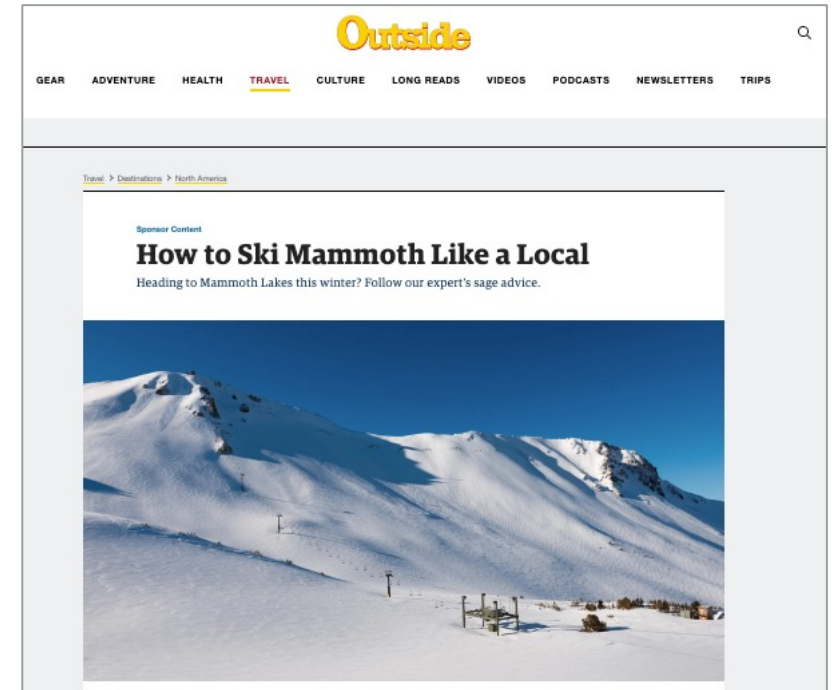 Outside
GEAR ADVENTURE HEALTH TRAVEL CULTURE LONG READS VIDEOS PODCASTS NEWSLETTERS TRIPS
Travel > Destinations > North America
Sponsor Content
How to Ski Mammoth Like a Local
Heading to Mammoth Lakes this winter? Follow our expert's sage advice.